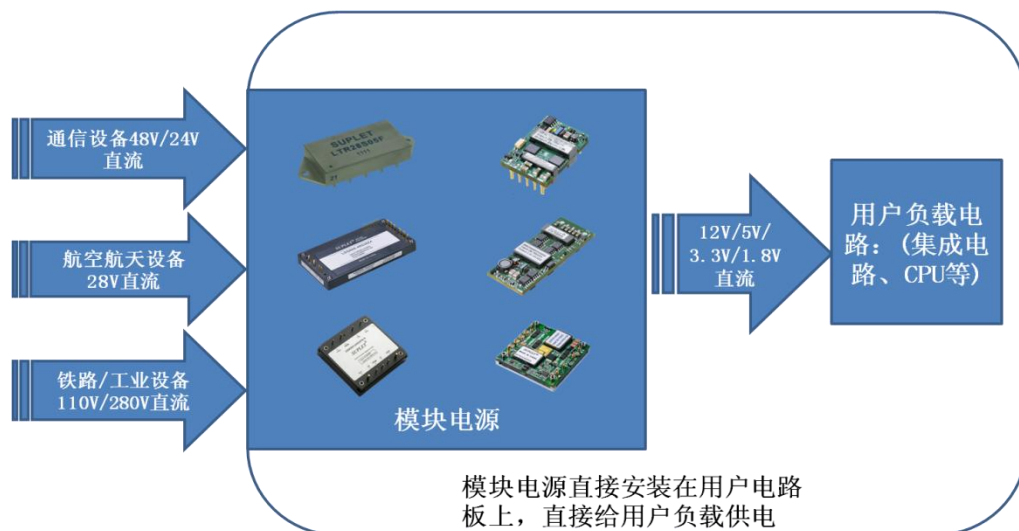 通信设备48V/24V
直流
航空航天设备
28V直流
铁路/工业设备
110V/280V直流
SUPLET
LTR28S05F
模块电源
12V/5V/
3.3V/1.8V
直流
用户负载电
路：(集成电
路、CPU等)
模块电源直接安装在用户电路
板上，直接给用户负载供电